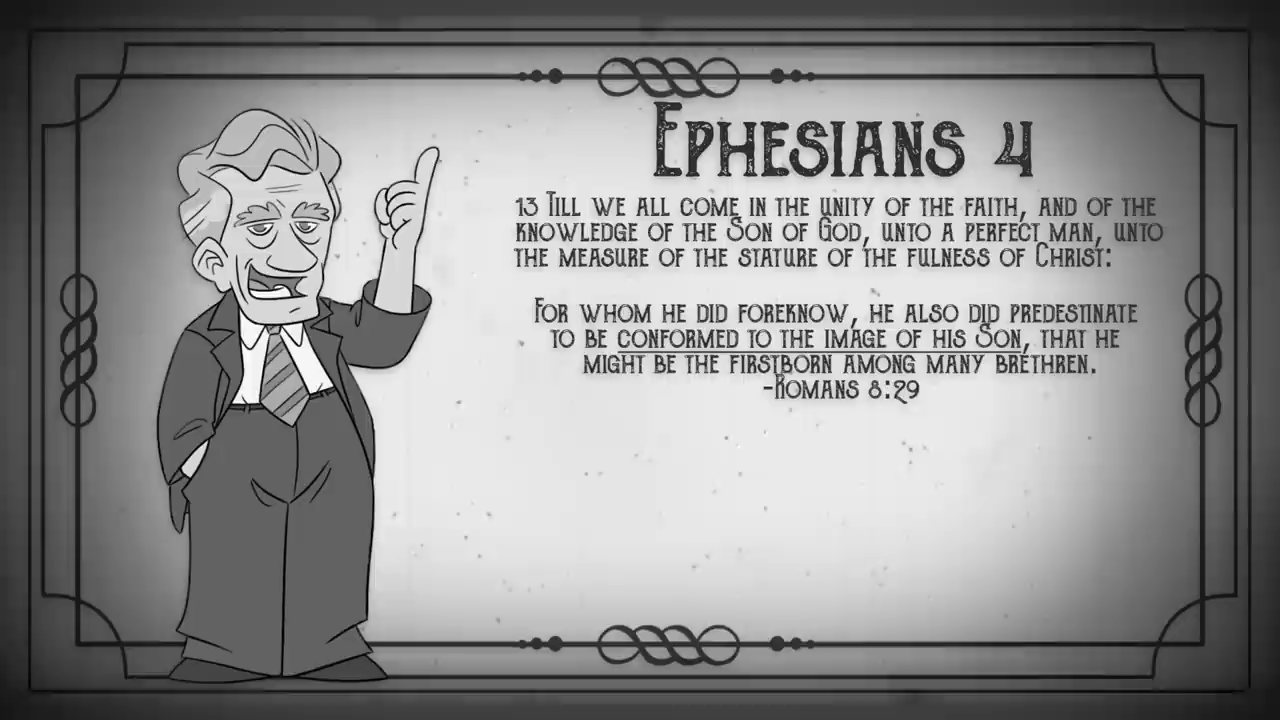 Ephesians 4
13 Till we all come in the unity of the faith, and of the
knowledge of the Son of God, unto a perfect man, unto
the measure of the stature of the fulness of Christ:
For whom he did foreknow, he also did predestinate
to be conformed to the image of his Son, that he
might be the firstborn among many brethren.
-Romans 8:29